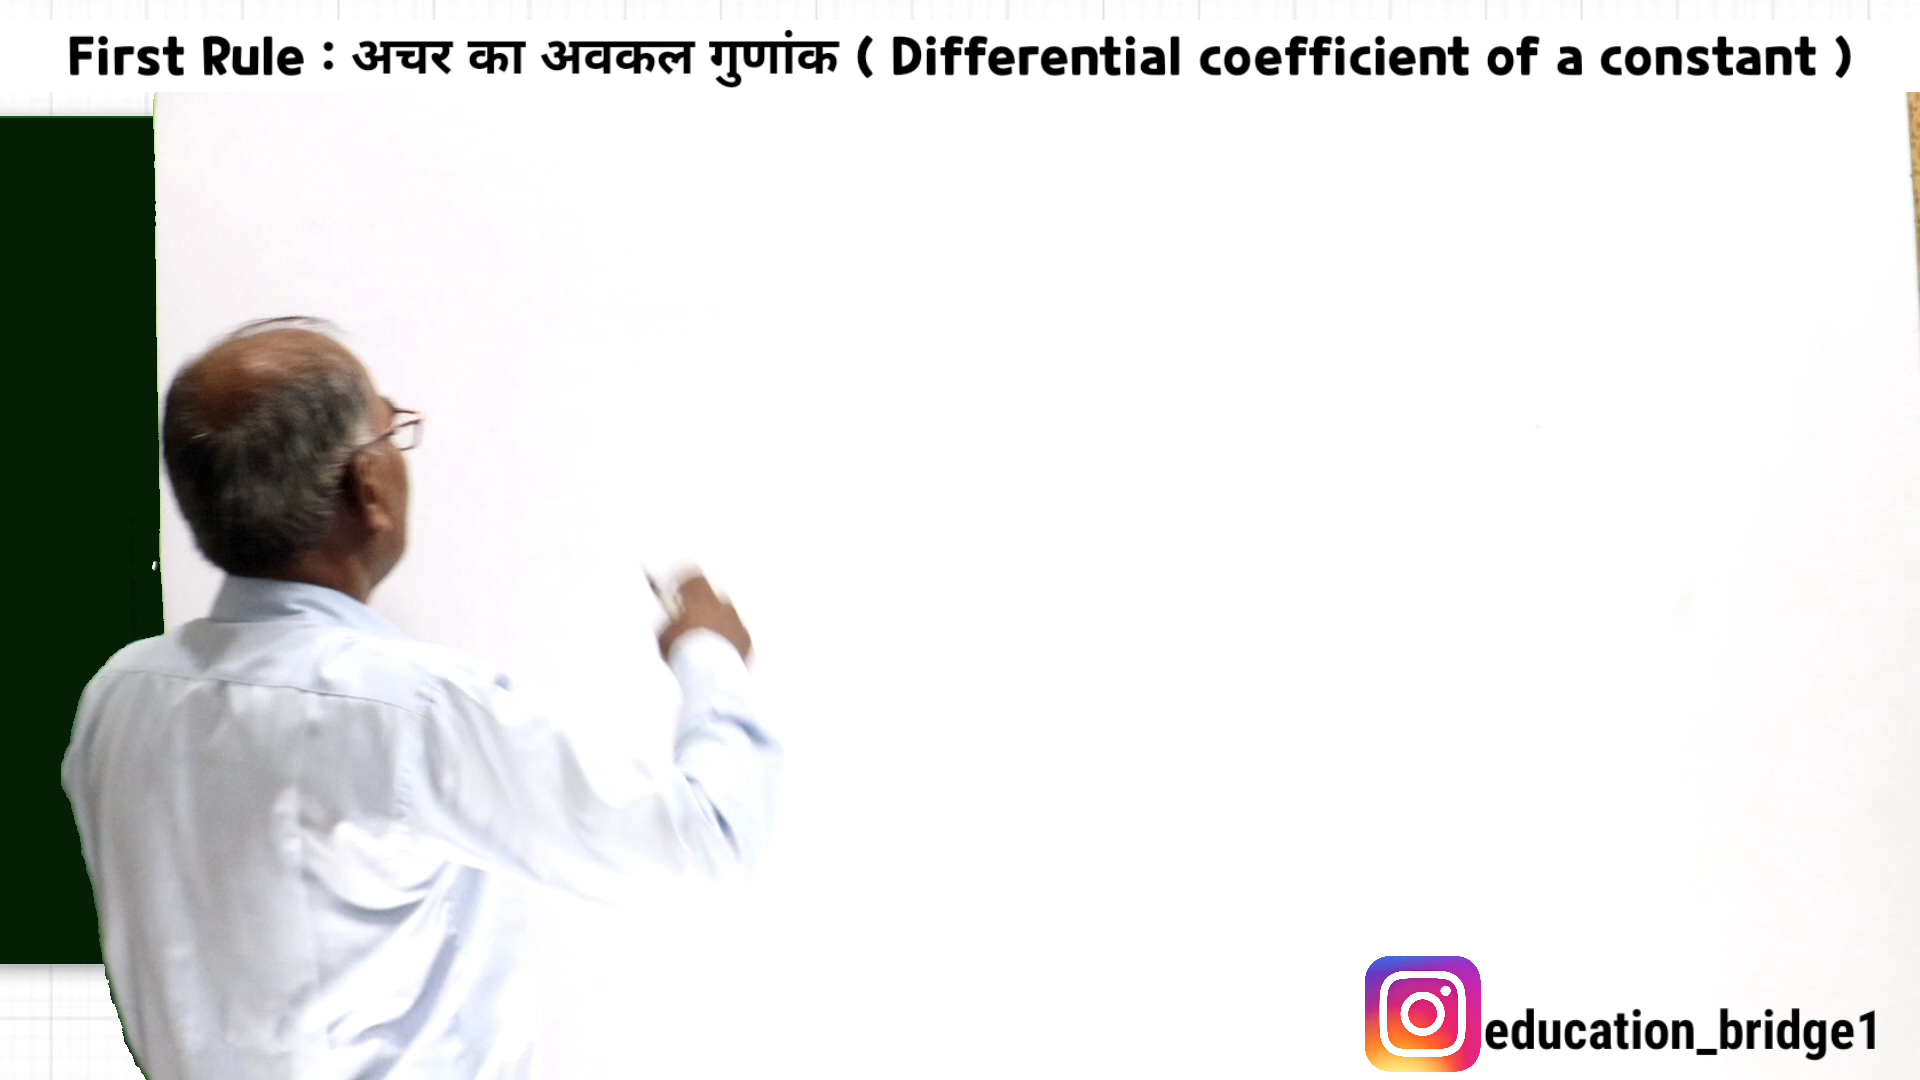 First Rule : अचर का अवकल गुणांक ( Differential coefficient of a constant )
education_bridge1